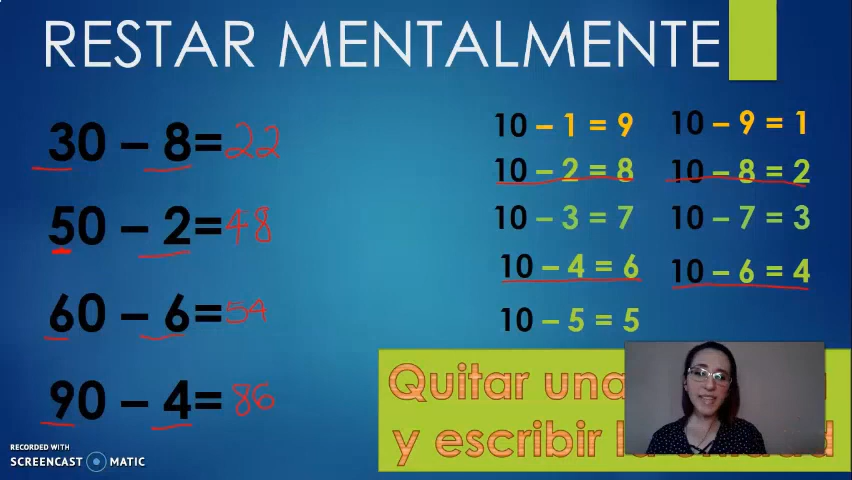 RESTAR MENTALMENTE
30 – 8= 22
50 – 2= 48
60 – 6= 54
90 – 4= 86
10 – 1 = 9
10 – 2 = 8
10 – 3 = 7
10 – 4 = 6
10 – 5 = 5
10 – 9 = 1
10 – 8 = 2
10 – 7 = 3
10 – 6 = 4
Quitar una
y escribir
RECORDED WITH
SCREENCAST MATIC